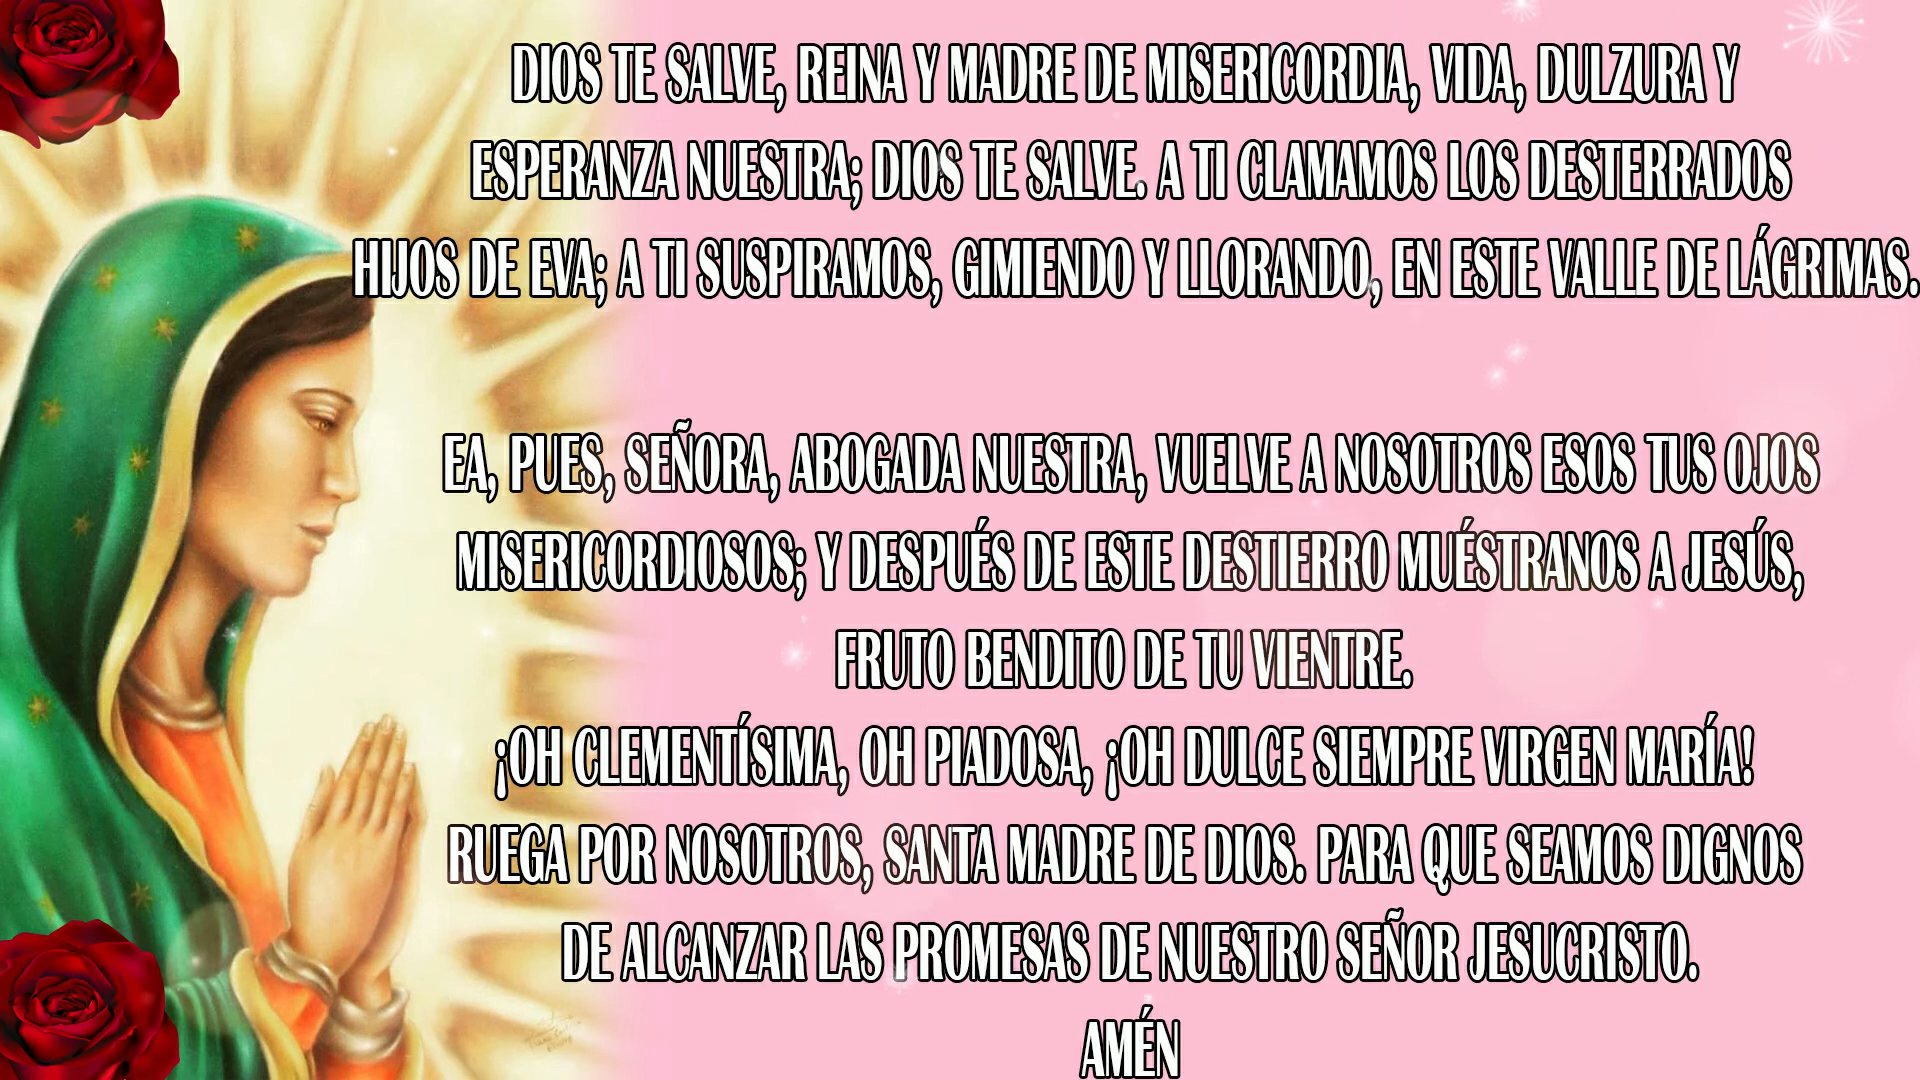 DIOS TE SALVE, REINA Y MADRE DE MISERICORDIA, VIDA, DULZURA Y
ESPERANZA NUESTRA; DIOS TE SALVE. A TI CLAMAMOS LOS DESTERRADOS
HIJOS DE EVA; A TI SUSPIRAMOS, GIMIENDO Y LLORANDO, EN ESTE VALLE DE LÁGRIMAS.
EA, PUES, SEÑORA, ABOGADA NUESTRA, VUELVE A NOSOTROS ESOS TUS OJOS
MISERICORDIOSOS; Y DESPUÉS DE ESTE DESTIERRO MUÉSTRANOS A JESÚS,
FRUTO BENDITO DE TU VIENTRE.
¡OH CLEMENTÍSIMA, OH PIADOSA, ¡OH DULCE SIEMPRE VIRGEN MARÍA!
RUEGA POR NOSOTROS, SANTA MADRE DE DIOS. PARA QUE SEAMOS DIGNOS
DE ALCANZAR LAS PROMESAS DE NUESTRO SEÑOR JESUCRISTO.
AMÉN